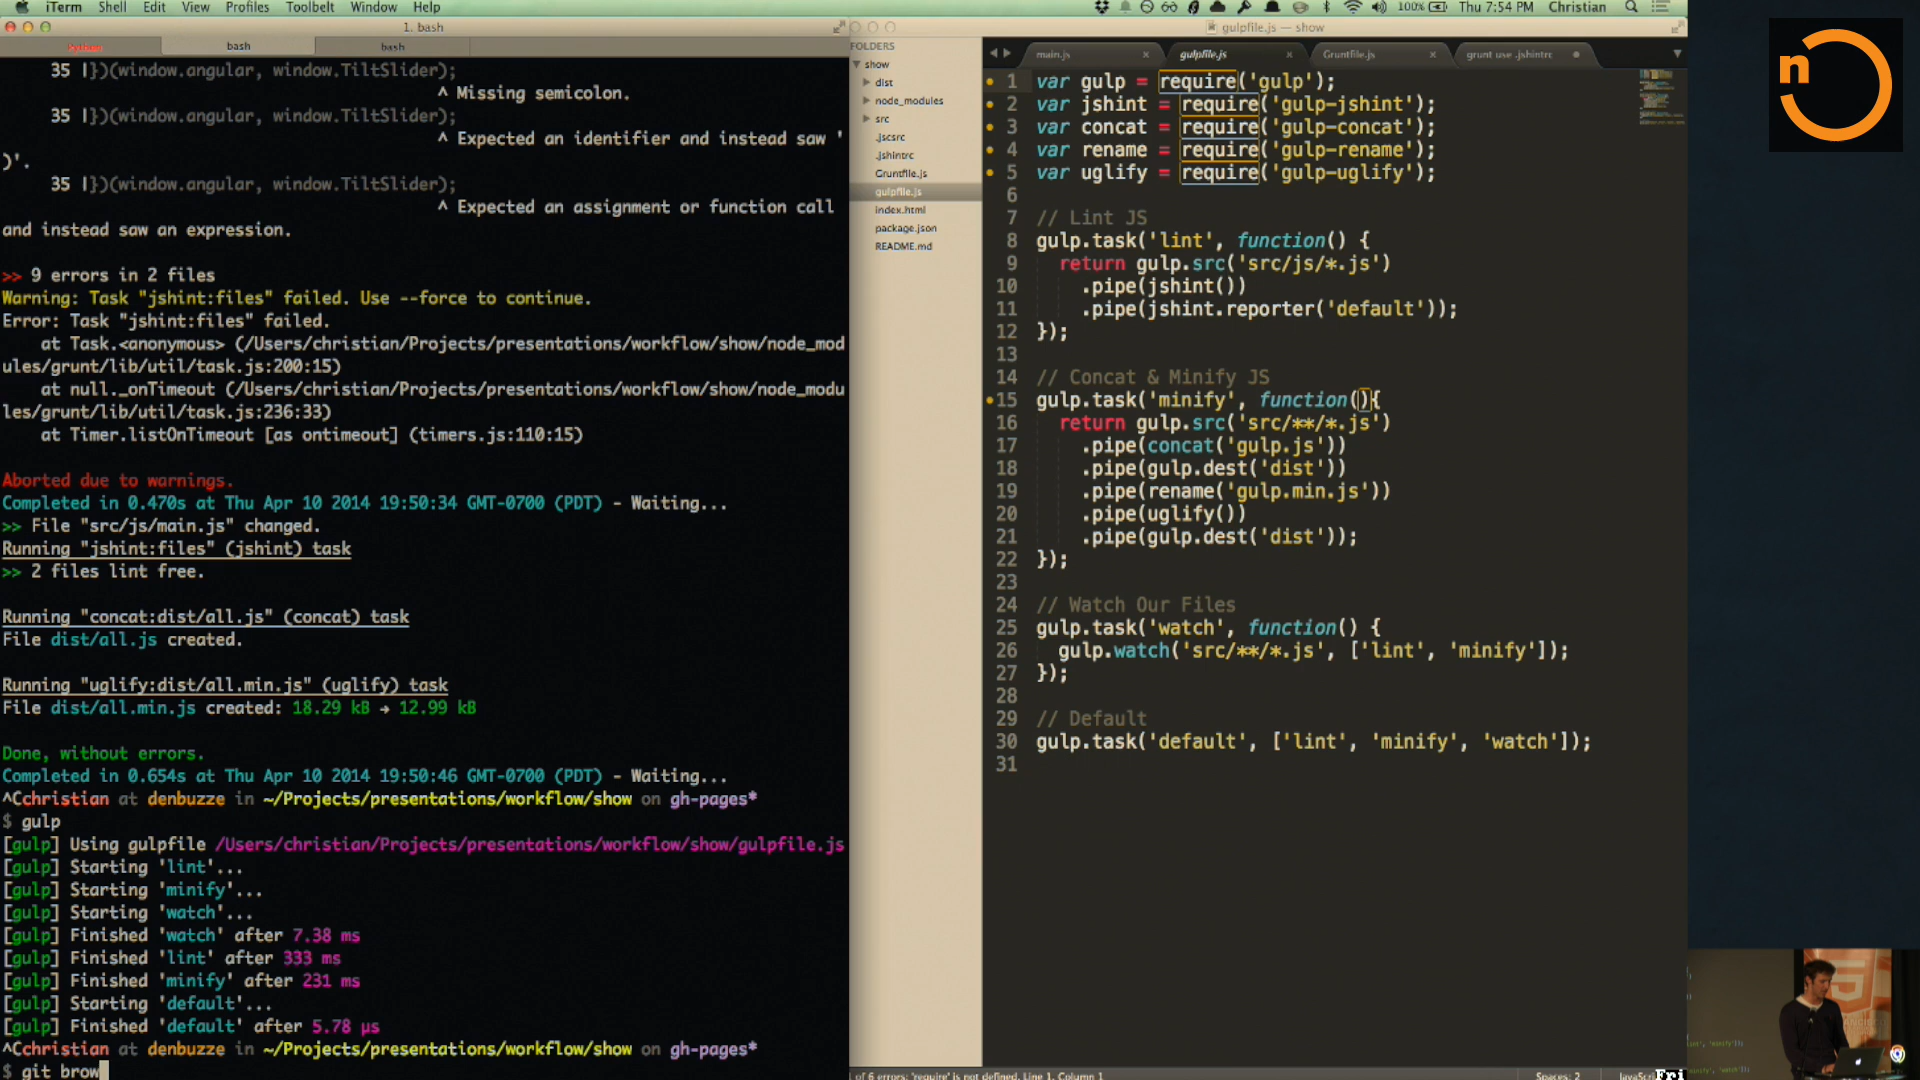 iTerm Shell Edit View Profiles Toolbelt Window Help
100% Thu 7:54 PM Christian
1. bash
Python
bash
bash
35 |})(window.angular, window.TiltSlider);
^ Missing semicolon.
35 |})(window.angular, window.TiltSlider);
^ Expected an identifier and instead saw '
)'.
35 |})(window.angular, window.TiltSlider);
^ Expected an assignment or function call
and instead saw an expression.
>> 9 errors in 2 files
Warning: Task "jshint:files" failed. Use --force to continue.
Error: Task "jshint:files" failed.
at Task.<anonymous> (/Users/christian/Projects/presentations/workflow/show/node_mod
ules/grunt/lib/util/task.js:200:15)
at null._onTimeout (/Users/christian/Projects/presentations/workflow/show/node_modu
les/grunt/lib/util/task.js:236:33)
at Timer.listOnTimeout [as ontimeout] (timers.js:110:15)
Aborted due to warnings.
Completed in 0.470s at Thu Apr 10 2014 19:50:34 GMT-0700 (PDT) - Waiting...
>> File "src/js/main.js" changed.
Running "jshint:files" (jshint) task
>> 2 files lint free.
Running "concat:dist/all.js" (concat) task
File dist/all.js created.
Running "uglify:dist/all.min.js" (uglify) task
File dist/all.min.js created: 18.29 kB → 12.99 kB
Done, without errors.
Completed in 0.654s at Thu Apr 10 2014 19:50:46 GMT-0700 (PDT) - Waiting...
^Cchristian at denbuzze in ~/Projects/presentations/workflow/show on gh-pages*
$ gulp
[gulp] Using gulpfile /Users/christian/Projects/presentations/workflow/show/gulpfile.js
[gulp] Starting 'lint'...
[gulp] Starting 'minify'...
[gulp] Starting 'watch'...
[gulp] Finished 'watch' after 7.38 ms
[gulp] Finished 'lint' after 333 ms
[gulp] Finished 'minify' after 231 ms
[gulp] Starting 'default'...
[gulp] Finished 'default' after 5.78 µs
^Cchristian at denbuzze in ~/Projects/presentations/workflow/show on gh-pages*
$ git brow
gulpfile.js — show
FOLDERS
show
dist
node_modules
src
.jscsrc
.jshintrc
Gruntfile.js
gulpfile.js
index.html
package.json
README.md
main.js
gulpfile.js
Gruntfile.js
grunt use .jshintrc
1 var gulp = require('gulp');
2 var jshint = require('gulp-jshint');
3 var concat = require('gulp-concat');
4 var rename = require('gulp-rename');
5 var uglify = require('gulp-uglify');
6
7 // Lint JS
8 gulp.task('lint', function() {
9 return gulp.src('src/js/*.js')
10 .pipe(jshint())
11 .pipe(jshint.reporter('default'));
12 });
13
14 // Concat & Minify JS
15 gulp.task('minify', function(){
16 return gulp.src('src/**/*.js')
17 .pipe(concat('gulp.js'))
18 .pipe(gulp.dest('dist'))
19 .pipe(rename('gulp.min.js'))
20 .pipe(uglify())
21 .pipe(gulp.dest('dist'));
22 });
23
24 // Watch Our Files
25 gulp.task('watch', function() {
26 gulp.watch('src/**/*.js', ['lint', 'minify']);
27 });
28
29 // Default
30 gulp.task('default', ['lint', 'minify', 'watch']);
31
of 6 errors: 'require' is not defined, Line 1, Column 1
Spaces: 2
Fri
n